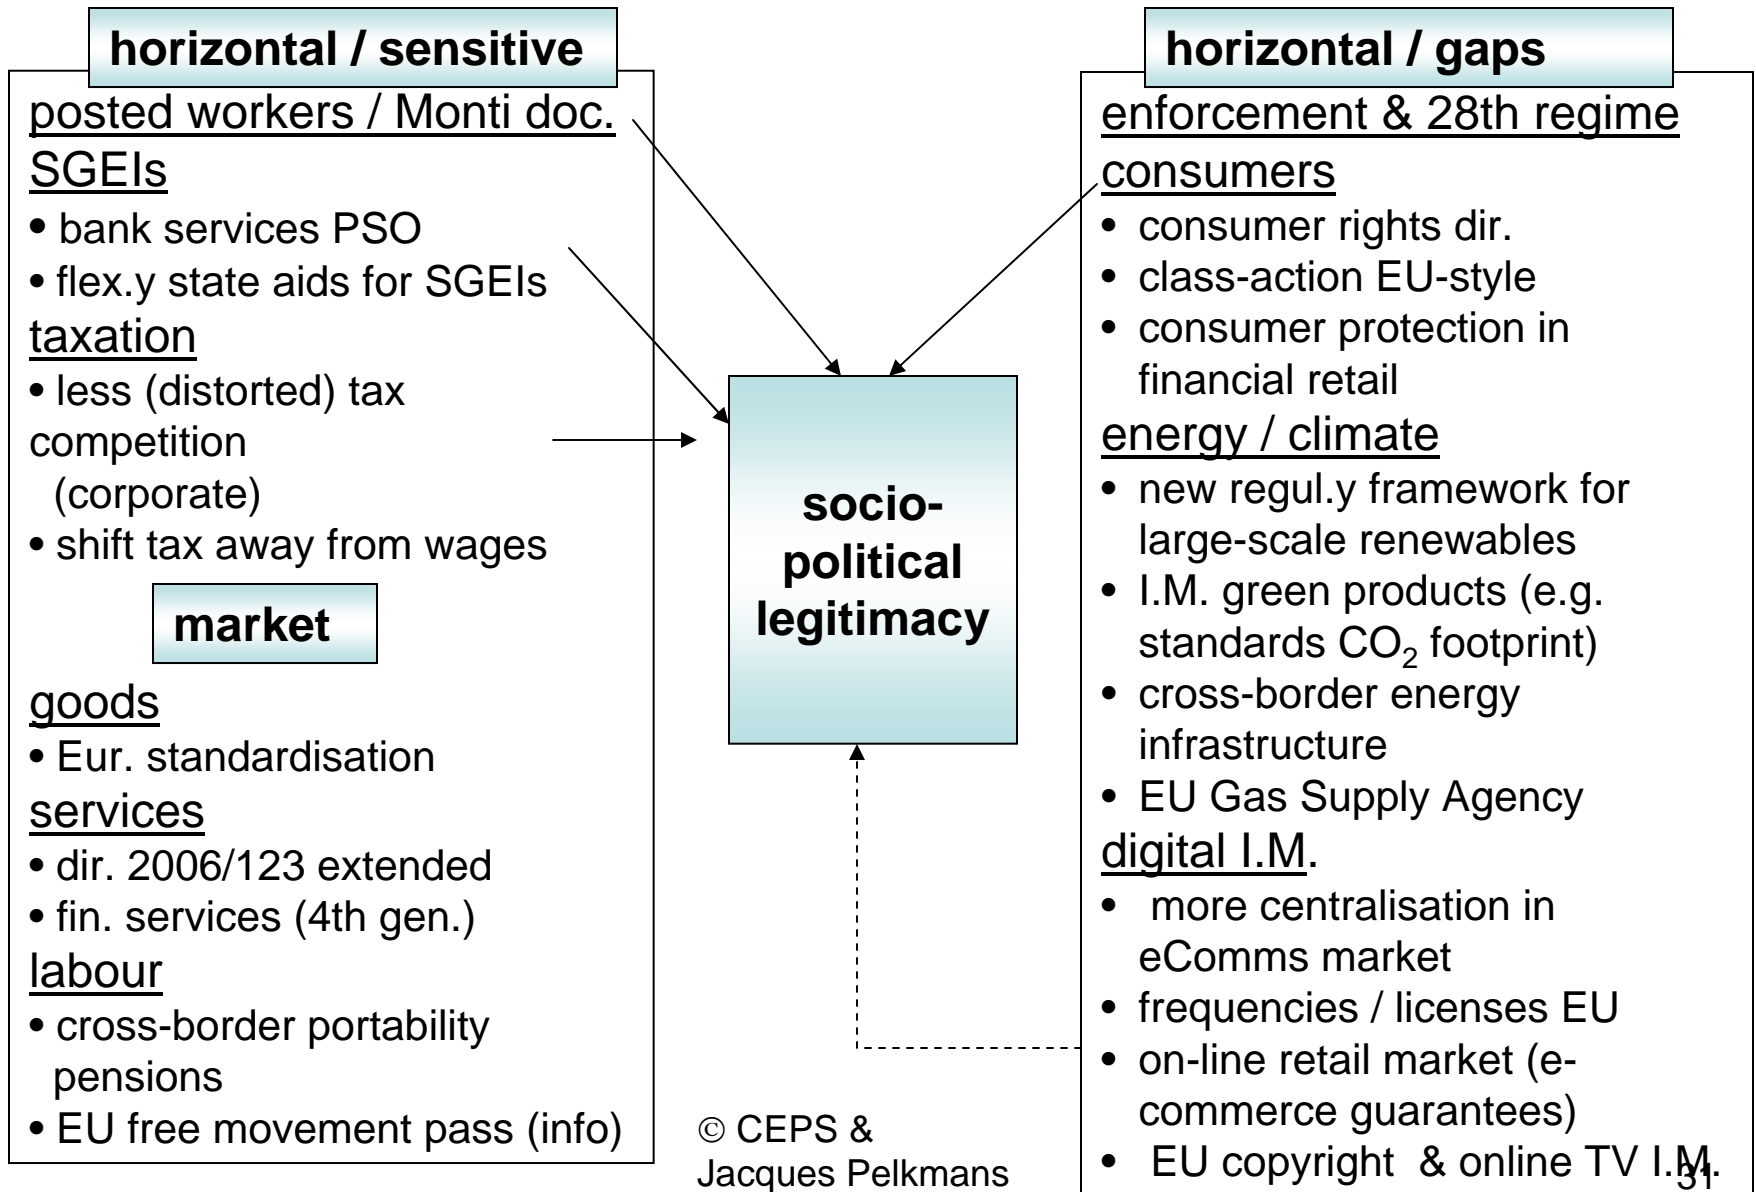 horizontal / sensitive
posted workers / Monti doc.
SGEIs
• bank services PSO
• flex.y state aids for SGEIs
taxation
• less (distorted) tax
competition
(corporate)
• shift tax away from wages
market
goods
• Eur. standardisation
services
• dir. 2006/123 extended
• fin. services (4th gen.)
labour
• cross-border portability
pensions
• EU free movement pass (info)
socio-
political
legitimacy
© CEPS &
Jacques Pelkmans
horizontal / gaps
enforcement & 28th regime
consumers
• consumer rights dir.
• class-action EU-style
• consumer protection in
financial retail
energy / climate
• new regul.y framework for
large-scale renewables
• I.M. green products (e.g.
standards CO₂ footprint)
• cross-border energy
infrastructure
• EU Gas Supply Agency
digital I.M.
• more centralisation in
eComms market
• frequencies / licenses EU
• on-line retail market (e-
commerce guarantees)
• EU copyright & online TV I.M.
31